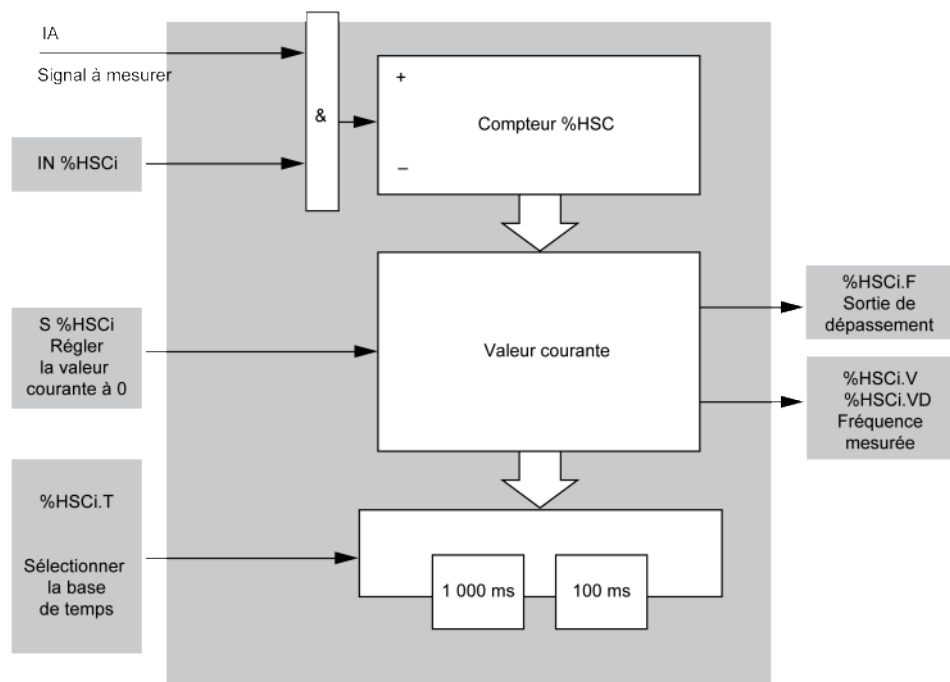 IA
Signal à mesurer
&
+
Compteur %HSC
–
IN %HSCi
S %HSCi
Régler
la valeur
courante à 0
Valeur courante
%HSCi.F
Sortie de
dépassement
%HSCi.V
%HSCi.VD
Fréquence
mesurée
%HSCi.T
Sélectionner
la base
de temps
1 000 ms
100 ms